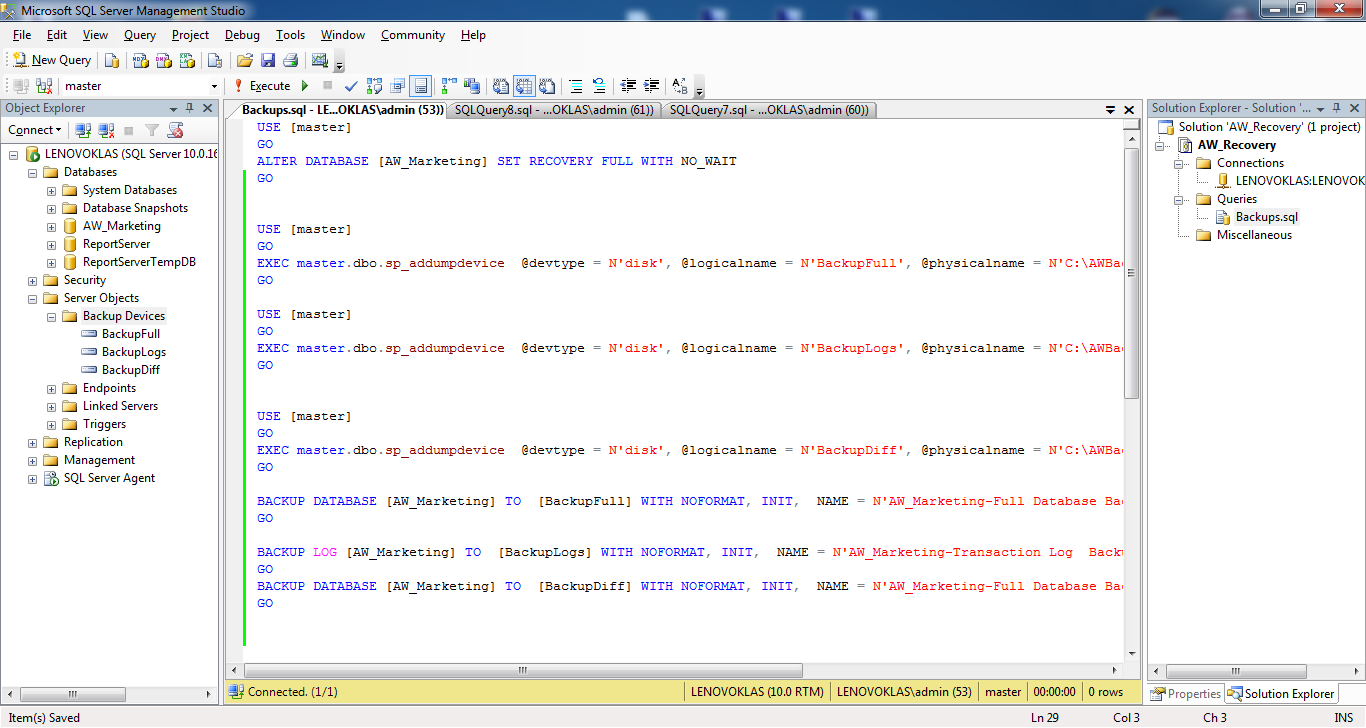 Microsoft SQL Server Management Studio
File Edit View Query Project Debug Tools Window Community Help
New Query
master Execute
Object Explorer
Connect
LENOVOKLAS (SQL Server 10.0.16
Databases
System Databases
Database Snapshots
AW_Marketing
ReportServer
ReportServerTempDB
Security
Server Objects
Backup Devices
BackupFull
BackupLogs
BackupDiff
Endpoints
Linked Servers
Triggers
Replication
Management
SQL Server Agent
Backups.sql - LE...OKLAS\admin (53)) SQLQuery8.sql - ...OKLAS\admin (61)) SQLQuery7.sql - ...OKLAS\admin (60))
USE [master]
GO
ALTER DATABASE [AW_Marketing] SET RECOVERY FULL WITH NO_WAIT
GO
USE [master]
GO
EXEC master.dbo.sp_addumpdevice  @devtype = N'disk', @logicalname = N'BackupFull', @physicalname = N'C:\AWBa
GO
USE [master]
GO
EXEC master.dbo.sp_addumpdevice  @devtype = N'disk', @logicalname = N'BackupLogs', @physicalname = N'C:\AWBa
GO
USE [master]
GO
EXEC master.dbo.sp_addumpdevice  @devtype = N'disk', @logicalname = N'BackupDiff', @physicalname = N'C:\AWBa
GO
BACKUP DATABASE [AW_Marketing] TO  [BackupFull] WITH NOFORMAT, INIT,  NAME = N'AW_Marketing-Full Database Ba
GO
BACKUP LOG [AW_Marketing] TO  [BackupLogs] WITH NOFORMAT, INIT,  NAME = N'AW_Marketing-Transaction Log  Back
GO
BACKUP DATABASE [AW_Marketing] TO  [BackupDiff] WITH NOFORMAT, INIT,  NAME = N'AW_Marketing-Full Database Ba
GO
Connected. (1/1) LENOVOKLAS (10.0 RTM) LENOVOKLAS\admin (53) master 00:00:00 0 rows
Solution Explorer - Solution '...
Solution 'AW_Recovery' (1 project)
AW_Recovery
Connections
LENOVOKLAS:LENOVOK
Queries
Backups.sql
Miscellaneous
Properties Solution Explorer
Item(s) Saved Ln 29 Col 3 Ch 3 INS